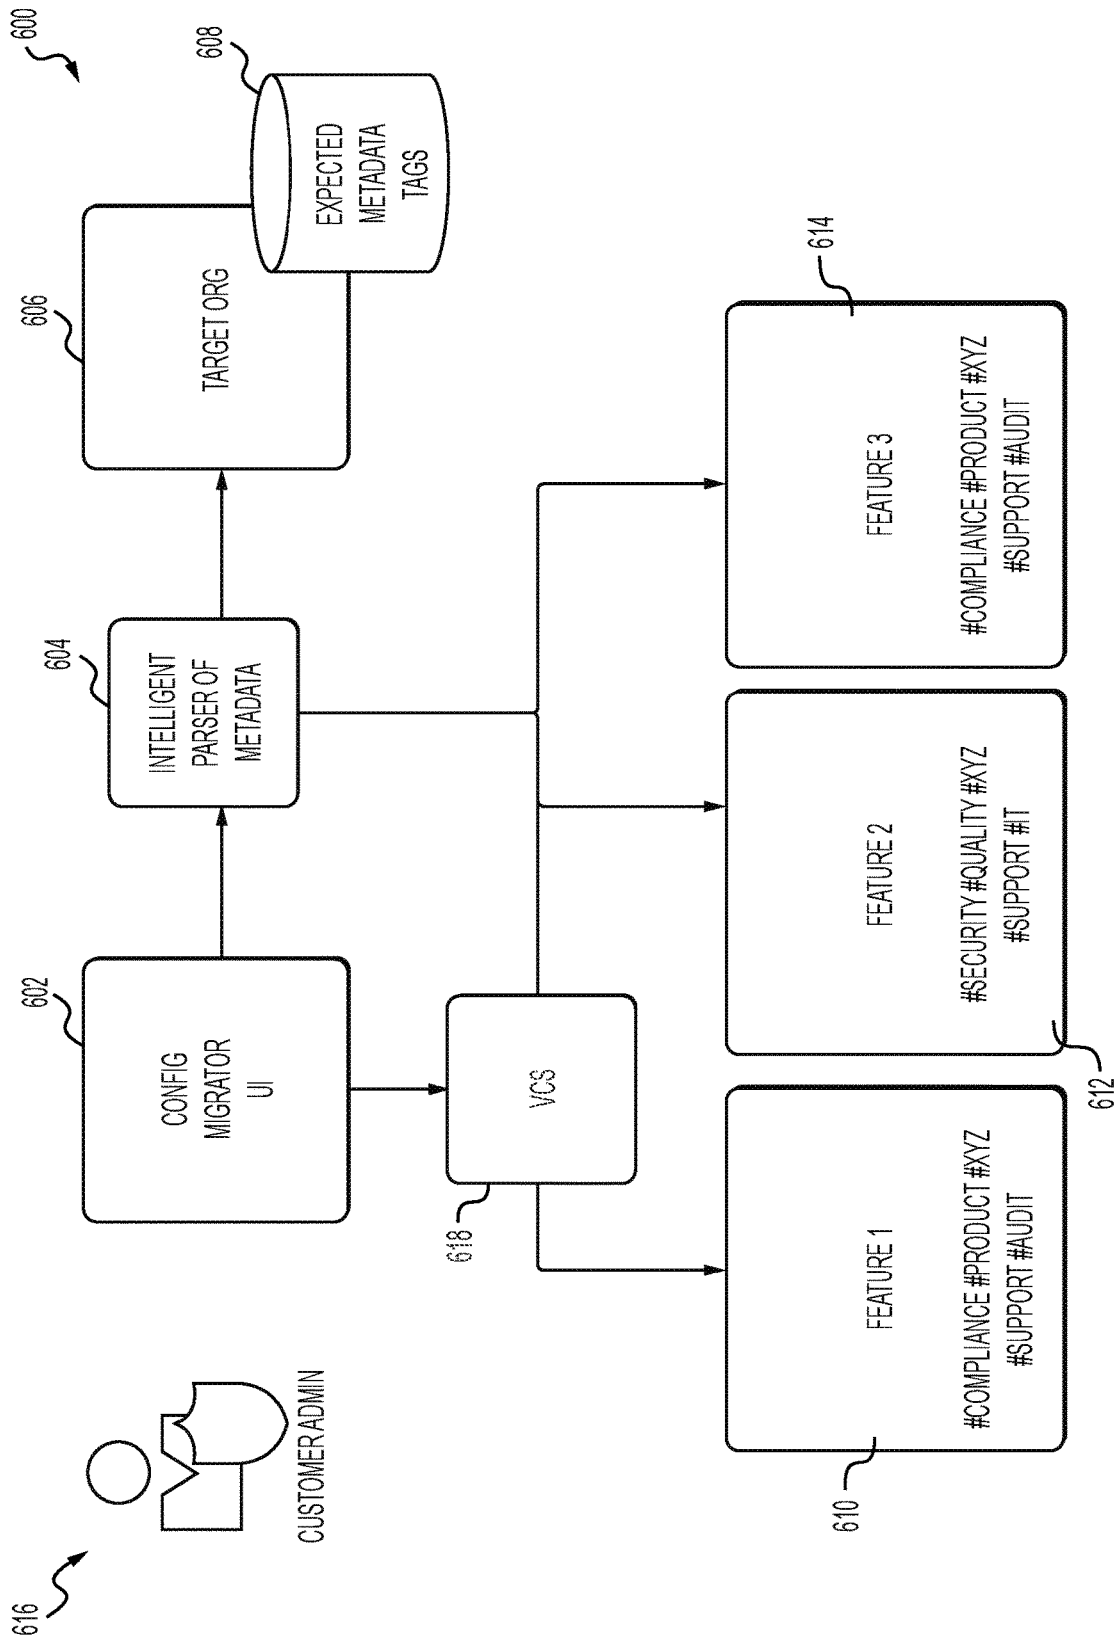 600
616
CUSTOMER ADMIN
602
CONFIG
MIGRATOR
UI
604
INTELLIGENT
PARSER OF
METADATA
606
TARGET ORG
608
EXPECTED
METADATA
TAGS
618
VCS
610
FEATURE 1
#COMPLIANCE #PRODUCT #XYZ
#SUPPORT #AUDIT
612
FEATURE 2
#SECURITY #QUALITY #XYZ
#SUPPORT #IT
614
FEATURE 3
#COMPLIANCE #PRODUCT #XYZ
#SUPPORT #AUDIT